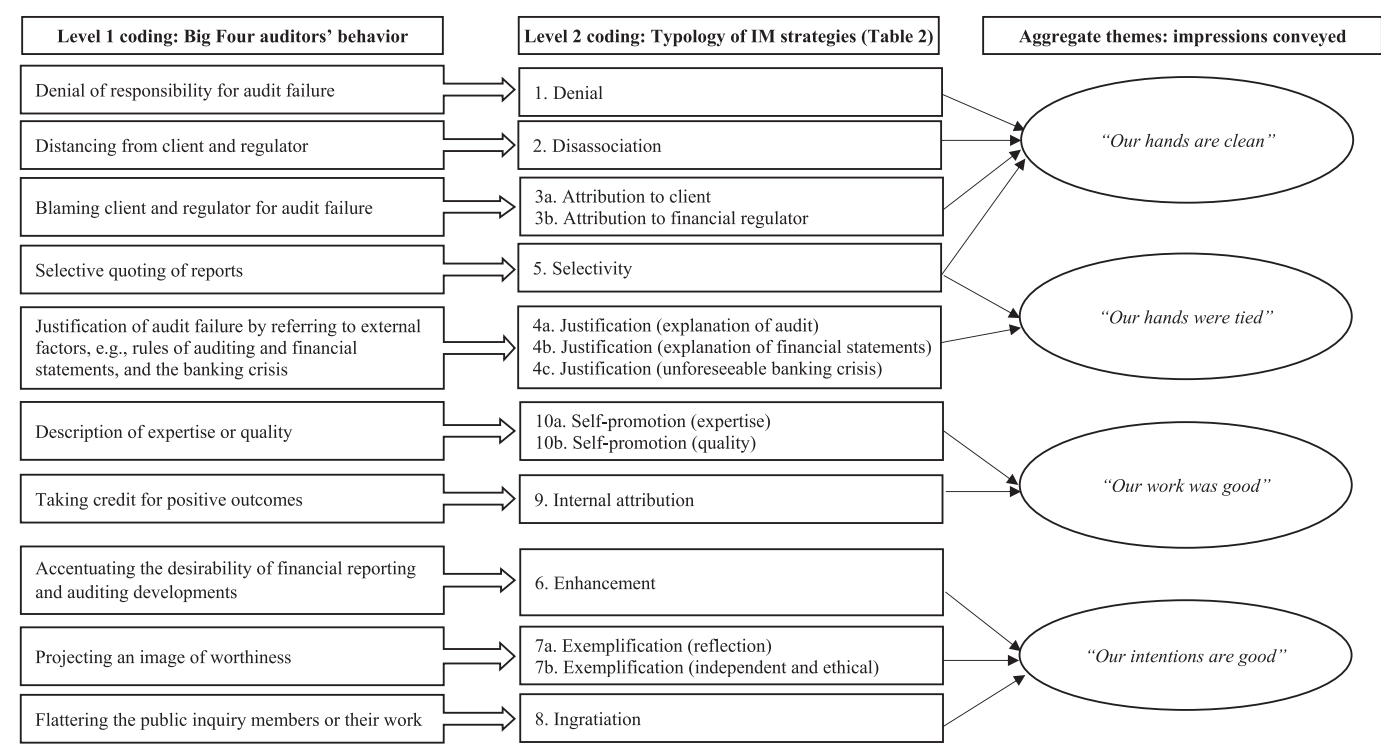 Level 1 coding: Big Four auditors' behavior
Level 2 coding: Typology of IM strategies (Table 2)
Aggregate themes: impressions conveyed
Denial of responsibility for audit failure
1. Denial
Distancing from client and regulator
2. Disassociation
“Our hands are clean”
Blaming client and regulator for audit failure
3a. Attribution to client
3b. Attribution to financial regulator
Selective quoting of reports
5. Selectivity
Justification of audit failure by referring to external
factors, e.g., rules of auditing and financial
statements, and the banking crisis
4a. Justification (explanation of audit)
4b. Justification (explanation of financial statements)
4c. Justification (unforeseeable banking crisis)
“Our hands were tied”
Description of expertise or quality
10a. Self-promotion (expertise)
10b. Self-promotion (quality)
Taking credit for positive outcomes
9. Internal attribution
“Our work was good”
Accentuating the desirability of financial reporting
and auditing developments
6. Enhancement
Projecting an image of worthiness
7a. Exemplification (reflection)
7b. Exemplification (independent and ethical)
“Our intentions are good”
Flattering the public inquiry members or their work
8. Ingratiation